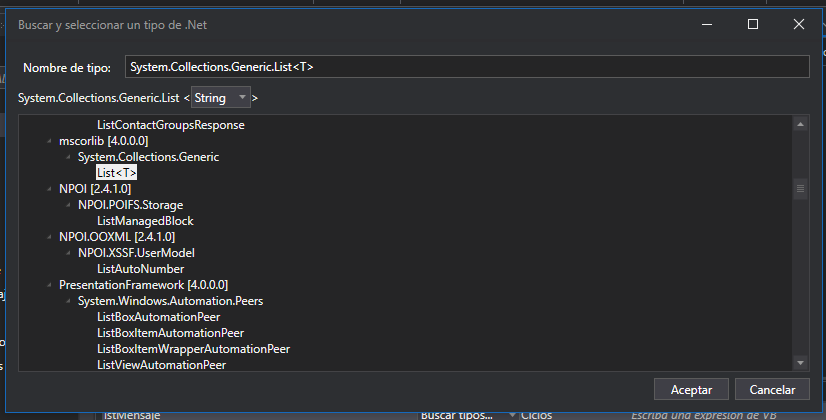 Buscar y seleccionar un tipo de .Net
Nombre de tipo: System.Collections.Generic.List<T>
System.Collections.Generic.List < String >
ListContactGroupsResponse
mscorlib [4.0.0.0]
System.Collections.Generic
List<T>
NPOI [2.4.1.0]
NPOI.POIFS.Storage
ListManagedBlock
NPOI.OOXML [2.4.1.0]
NPOI.XSSF.UserModel
ListAutoNumber
PresentationFramework [4.0.0.0]
System.Windows.Automation.Peers
ListBoxAutomationPeer
ListBoxItemAutomationPeer
ListBoxItemWrapperAutomationPeer
ListViewAutomationPeer
Aceptar Cancelar
lstMensaje Buscar tipos... Ciclos Escriba una expresión de VB